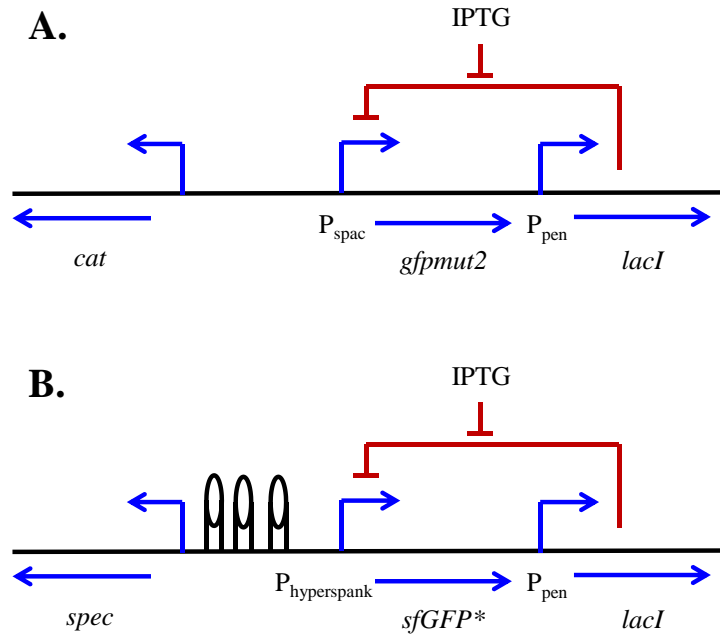 A.
IPTG
P_spac P_pen
cat gfpmut2 lacI
B.
IPTG
P_hyperspank P_pen
spec sfGFP* lacI